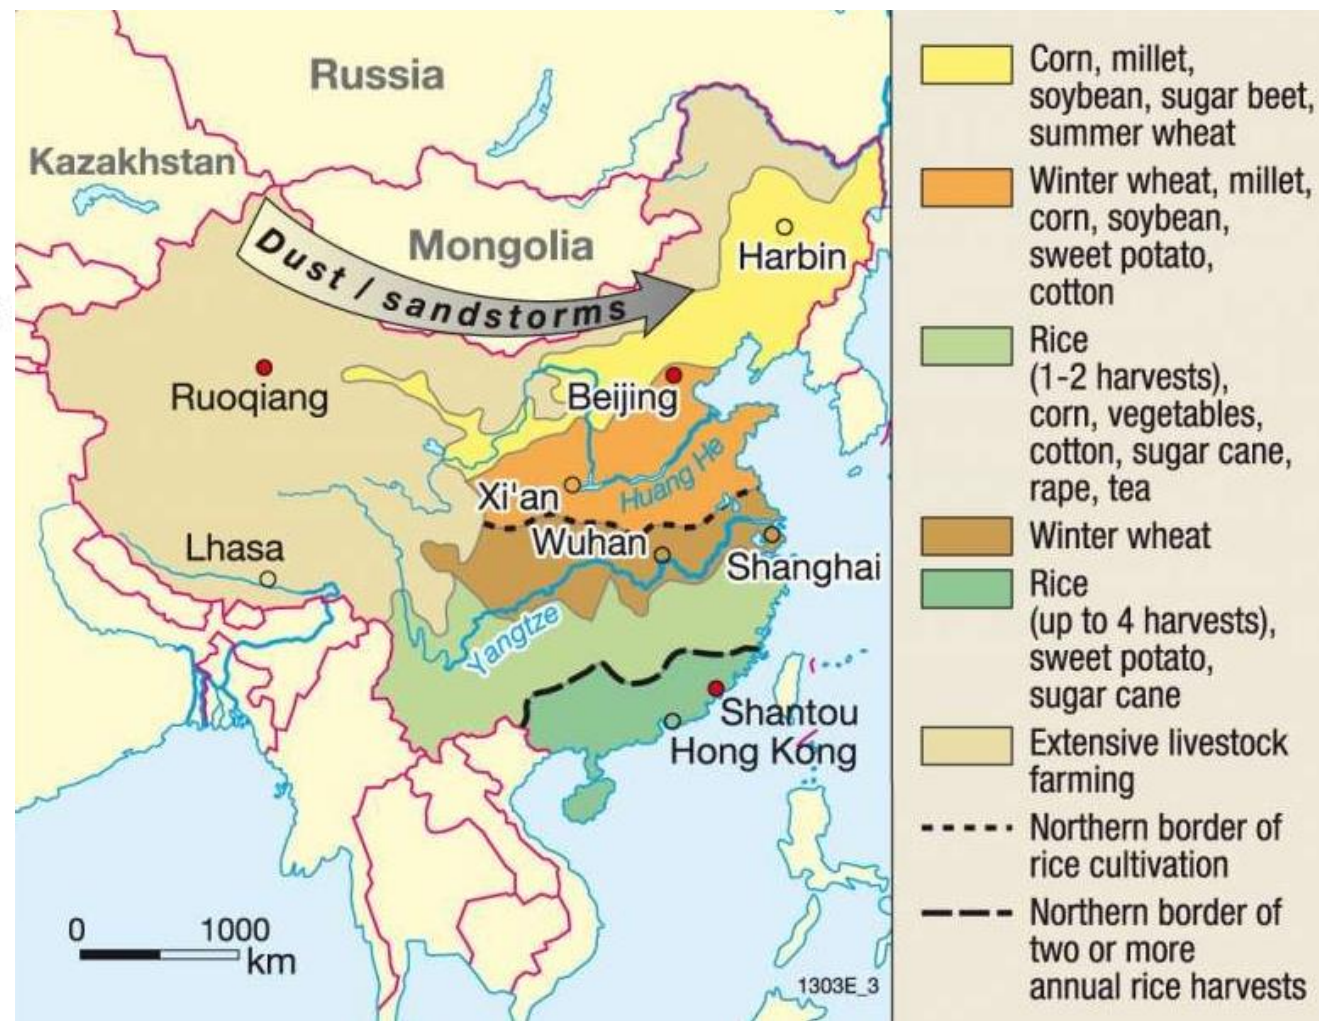 Russia
Kazakhstan
Mongolia
Dust / sandstorms
Harbin
Ruoqiang
Beijing
Xi'an
Huang He
Lhasa
Wuhan
Shanghai
Yangtze
Shantou
Hong Kong
0 1000
km
1303E_3
Corn, millet,
soybean, sugar beet,
summer wheat
Winter wheat, millet,
corn, soybean,
sweet potato,
cotton
Rice
(1-2 harvests),
corn, vegetables,
cotton, sugar cane,
rape, tea
Winter wheat
Rice
(up to 4 harvests),
sweet potato,
sugar cane
Extensive livestock
farming
Northern border of
rice cultivation
Northern border of
two or more
annual rice harvests